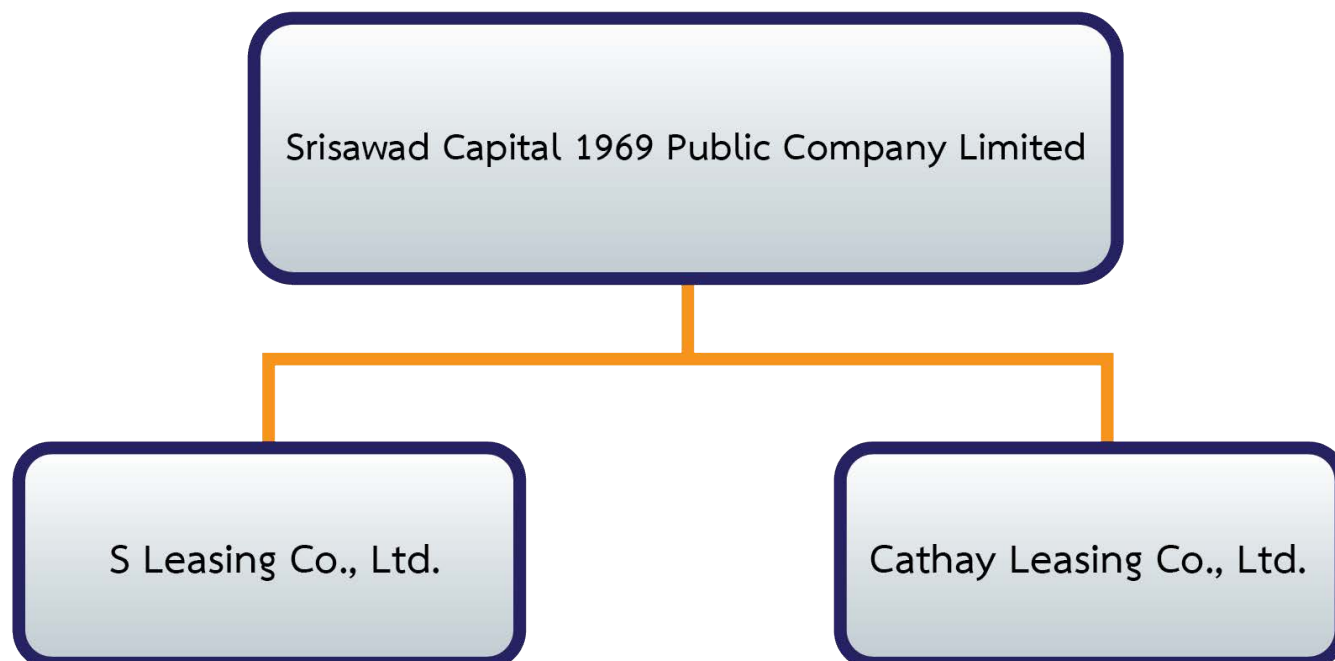 Srisawad Capital 1969 Public Company Limited
S Leasing Co., Ltd.
Cathay Leasing Co., Ltd.